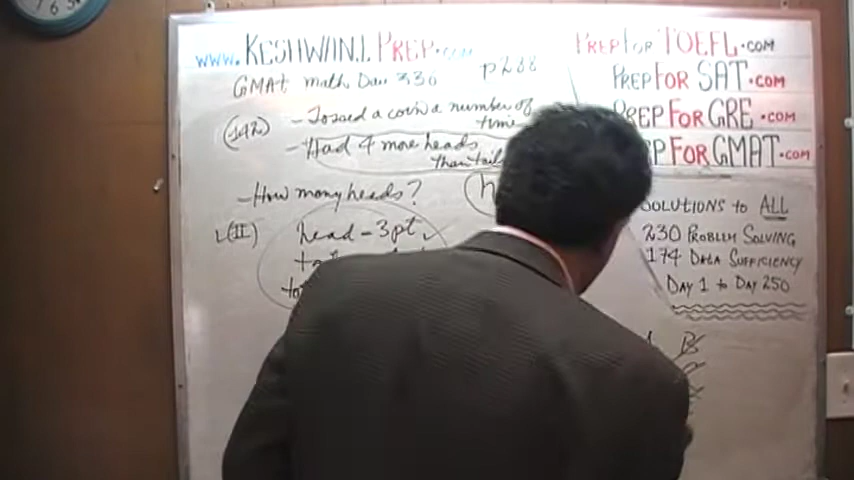 www. KESHWANI PREP.com
GMAT math Day 336 p288
(142) - Tossed a coin a number of
times
- Had 4 more heads
than tails
- How many heads?
(II) head - 3pt
PREP for TOEFL.COM
PREP FOR SAT.COM
PREP FOR GRE.COM
EP FOR GMAT.COM
SOLUTIONS to ALL
230 PROBLEM SOLVING
174 DATA SUFFICIENCY
DAY 1 to DAY 250
B